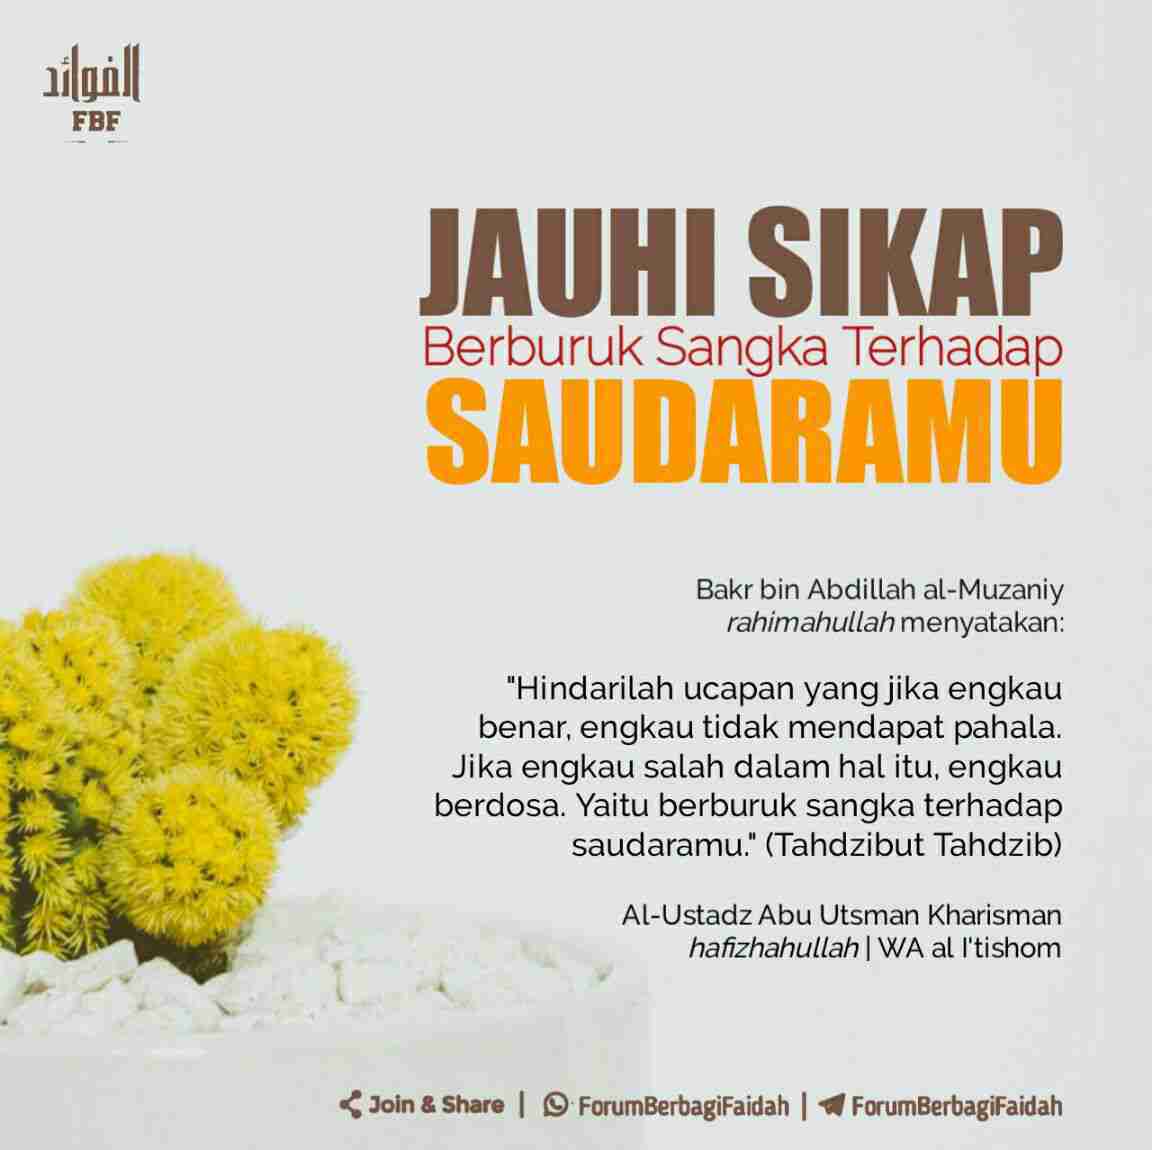 الفوائد
FBF
JAUHI SIKAP
Berburuk Sangka Terhadap
SAUDARAMU
Bakr bin Abdillah al-Muzaniy
rahimahullah menyatakan:
"Hindarilah ucapan yang jika engkau
benar, engkau tidak mendapat pahala.
Jika engkau salah dalam hal itu, engkau
berdosa. Yaitu berburuk sangka terhadap
saudaramu." (Tahdzibut Tahdzib)
Al-Ustadz Abu Utsman Kharisman
hafizhahullah | WA al I'tishom
Join & Share | ForumBerbagiFaidah | ForumBerbagiFaidah